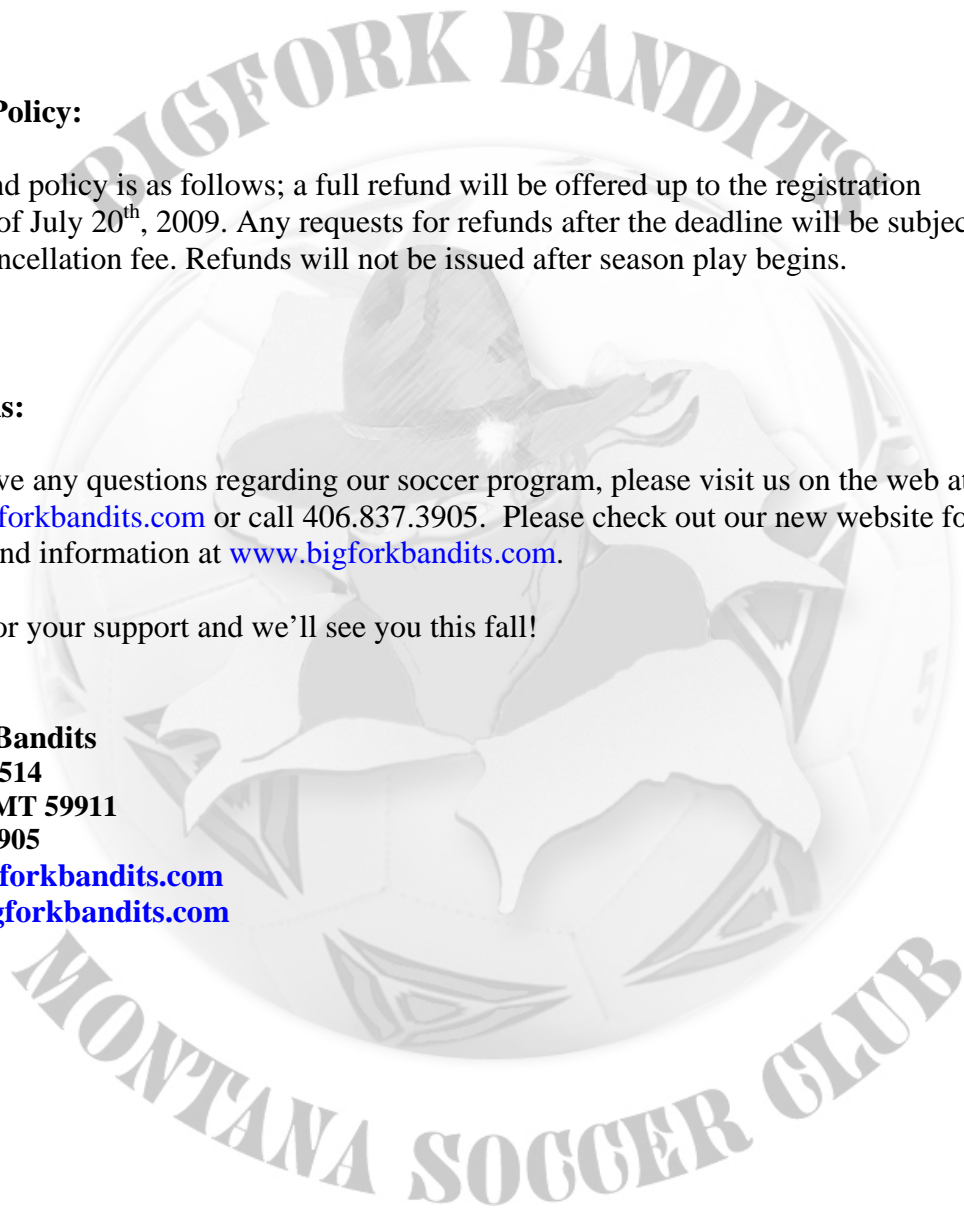 BIGFORK BANDITS
Policy:
nd policy is as follows; a full refund will be offered up to the registration
of July 20th, 2009. Any requests for refunds after the deadline will be subjec
ncellation fee. Refunds will not be issued after season play begins.
s:
ve any questions regarding our soccer program, please visit us on the web at
forkbandits.com or call 406.837.3905.  Please check out our new website fo
nd information at www.bigforkbandits.com.
or your support and we'll see you this fall!
Bandits
514
MT 59911
905
forkbandits.com
gforkbandits.com
5
MONTANA SOCCER CLUB